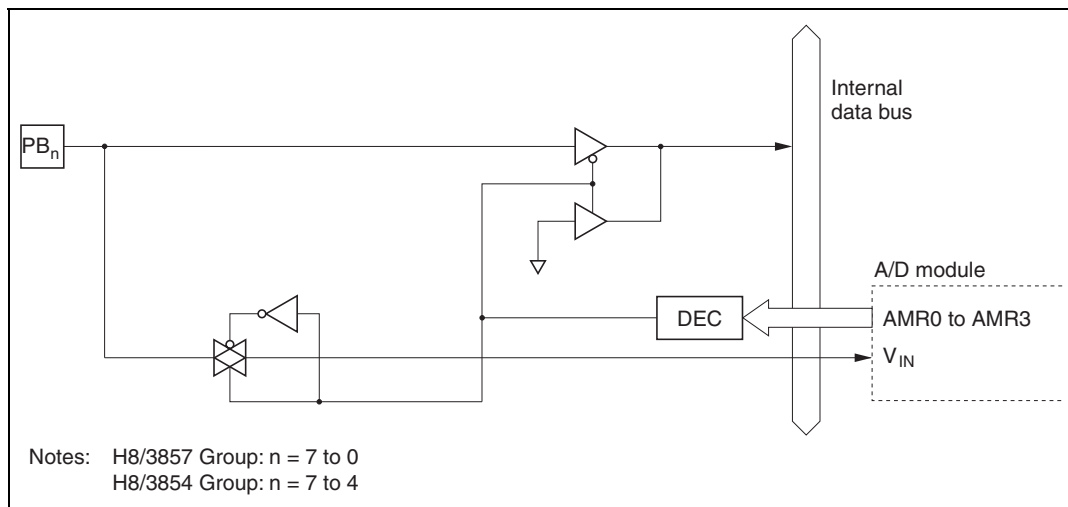 Internal
data bus
PBn
A/D module
DEC
AMR0 to AMR3
VIN
Notes: H8/3857 Group: n = 7 to 0
H8/3854 Group: n = 7 to 4